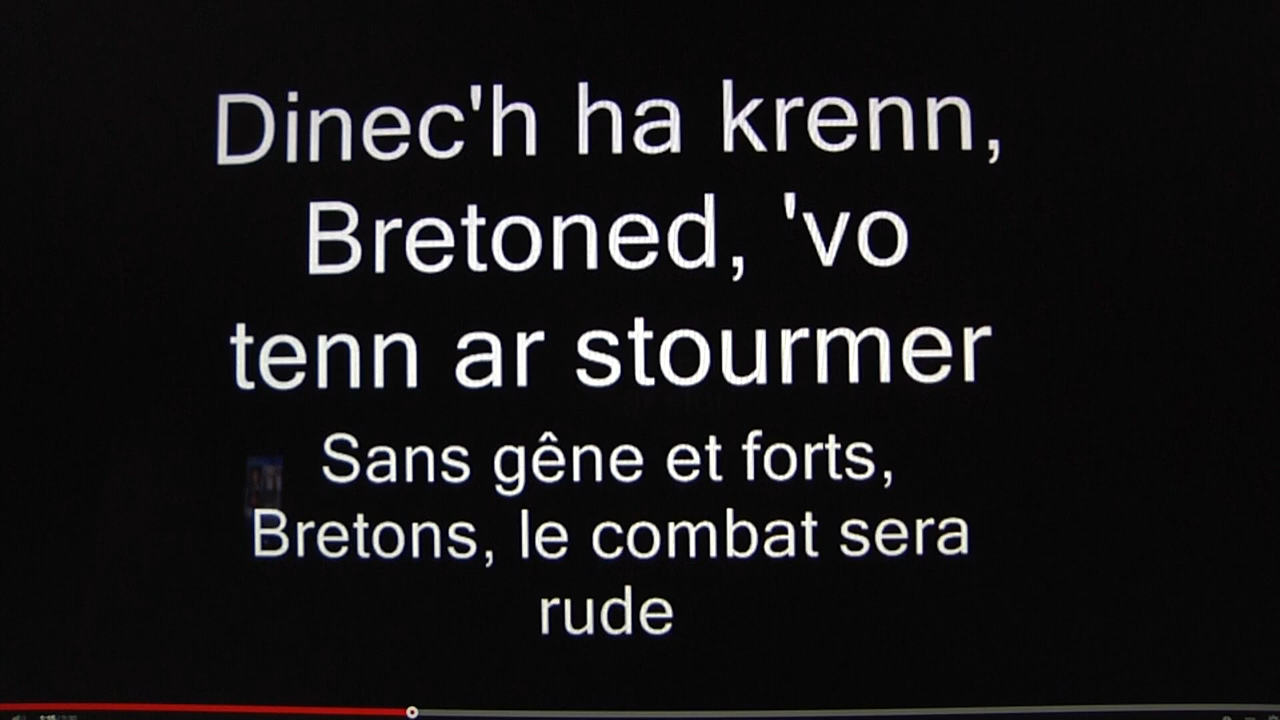 Dinec'h ha krenn,
Bretoned, 'vo
tenn ar stourmer
Sans gêne et forts,
Bretons, le combat sera
rude